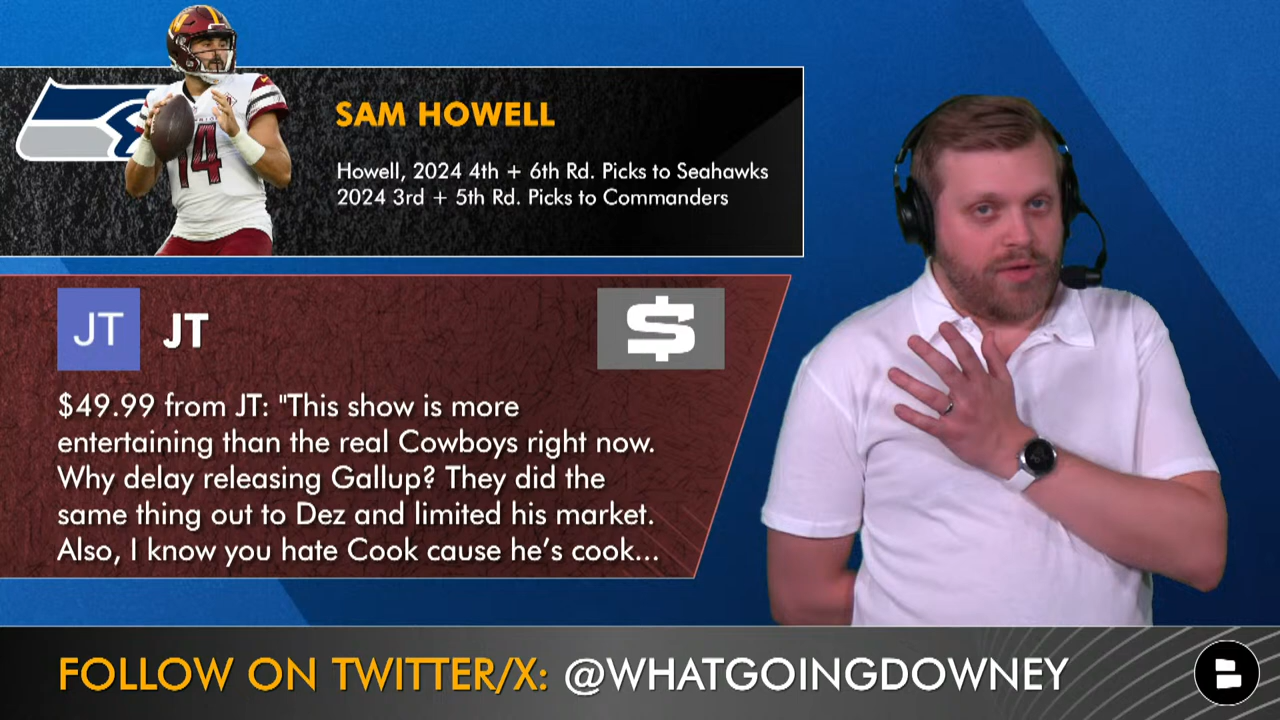 SAM HOWELL
Howell, 2024 4th + 6th Rd. Picks to Seahawks
2024 3rd + 5th Rd. Picks to Commanders
14
JT
JT
$
$49.99 from JT: "This show is more
entertaining than the real Cowboys right now.
Why delay releasing Gallup? They did the
same thing out to Dez and limited his market.
Also, I know you hate Cook cause he's cook...
FOLLOW ON TWITTER/X: @WHATGOINGDOWNEY